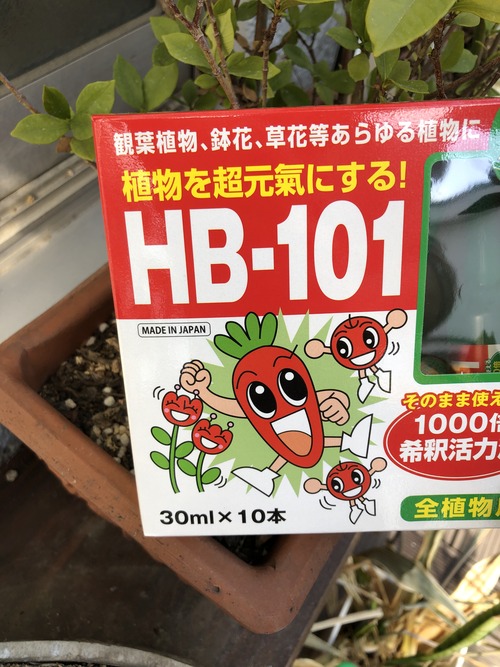 観葉植物、鉢花、草花等あらゆる植物に
植物を超元氣にする!
HB-101
MADE IN JAPAN
そのまま使え
1000倍
希釈活力
30ml×10本
全植物